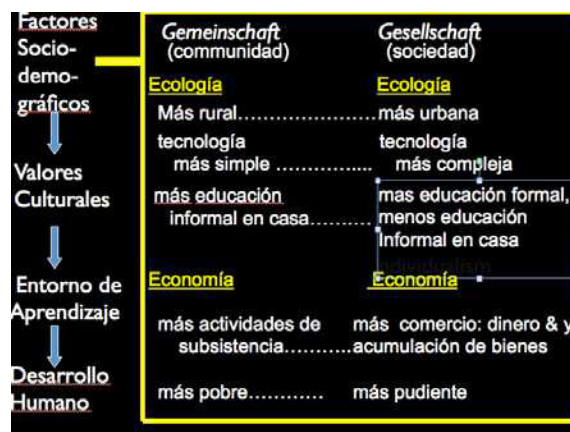 Factores
Socio-
demo-
gráficos
Valores
Culturales
Entorno de
Aprendizaje
Desarrollo
Humano
Gemeinschaft
(communidad)
Gesellschaft
(sociedad)
Ecología
Ecología
Más rural......................más urbana
tecnología
más simple .................
tecnología
más compleja
más educación
informal en casa..........
mas educación formal,
menos educación
Informal en casa
individualism
Economía
Economía
más actividades de
subsistencia...........
más comercio: dinero & y
acumulación de bienes
más pobre............
más pudiente